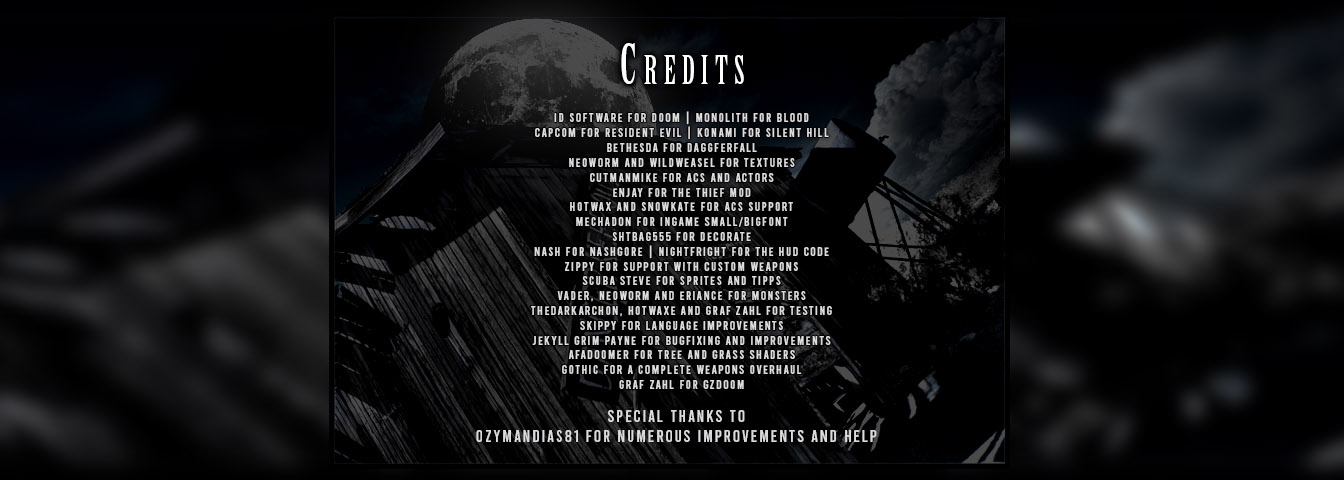 Credits
ID SOFTWARE FOR DOOM | MONOLITH FOR BLOOD
CAPCOM FOR RESIDENT EVIL | KONAMI FOR SILENT HILL
BETHESDA FOR DAGGFERFALL
NEOWORM AND WILDWEASEL FOR TEXTURES
CUTMANMIKE FOR ACS AND ACTORS
ENJAY FOR THE THIEF MOD
HOTWAX AND SNOWKATE FOR ACS SUPPORT
MECHADON FOR INGAME SMALL/BIGFONT
SHTBAG555 FOR DECORATE
NASH FOR NASHGORE | NIGHTFRIGHT FOR THE HUD CODE
ZIPPY FOR SUPPORT WITH CUSTOM WEAPONS
SCUBA STEVE FOR SPRITES AND TIPPS
VADER, NEOWORM AND ERIANCE FOR MONSTERS
THEDARKARCHON, HOTWAXE AND GRAF ZAHL FOR TESTING
SKIPPY FOR LANGUAGE IMPROVEMENTS
JEKYLL GRIM PAYNE FOR BUGFIXING AND IMPROVEMENTS
AFADOOMER FOR TREE AND GRASS SHADERS
GOTHIC FOR A COMPLETE WEAPONS OVERHAUL
GRAF ZAHL FOR GZDOOM
SPECIAL THANKS TO
OZYMANDIAS81 FOR NUMEROUS IMPROVEMENTS AND HELP